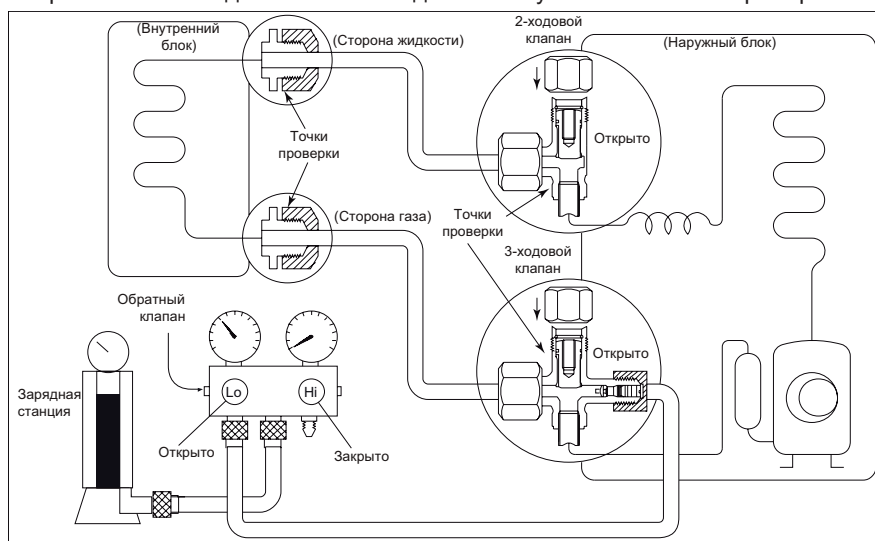 (Внутренний
блок)
(Сторона жидкости)
2-ходовой
клапан
(Наружный блок)
Точки
проверки
Открыто
(Сторона газа)
Точки
проверки
3-ходовой
клапан
Обратный
клапан
Открыто
Зарядная
станция
Lo
Hi
Открыто
Закрыто